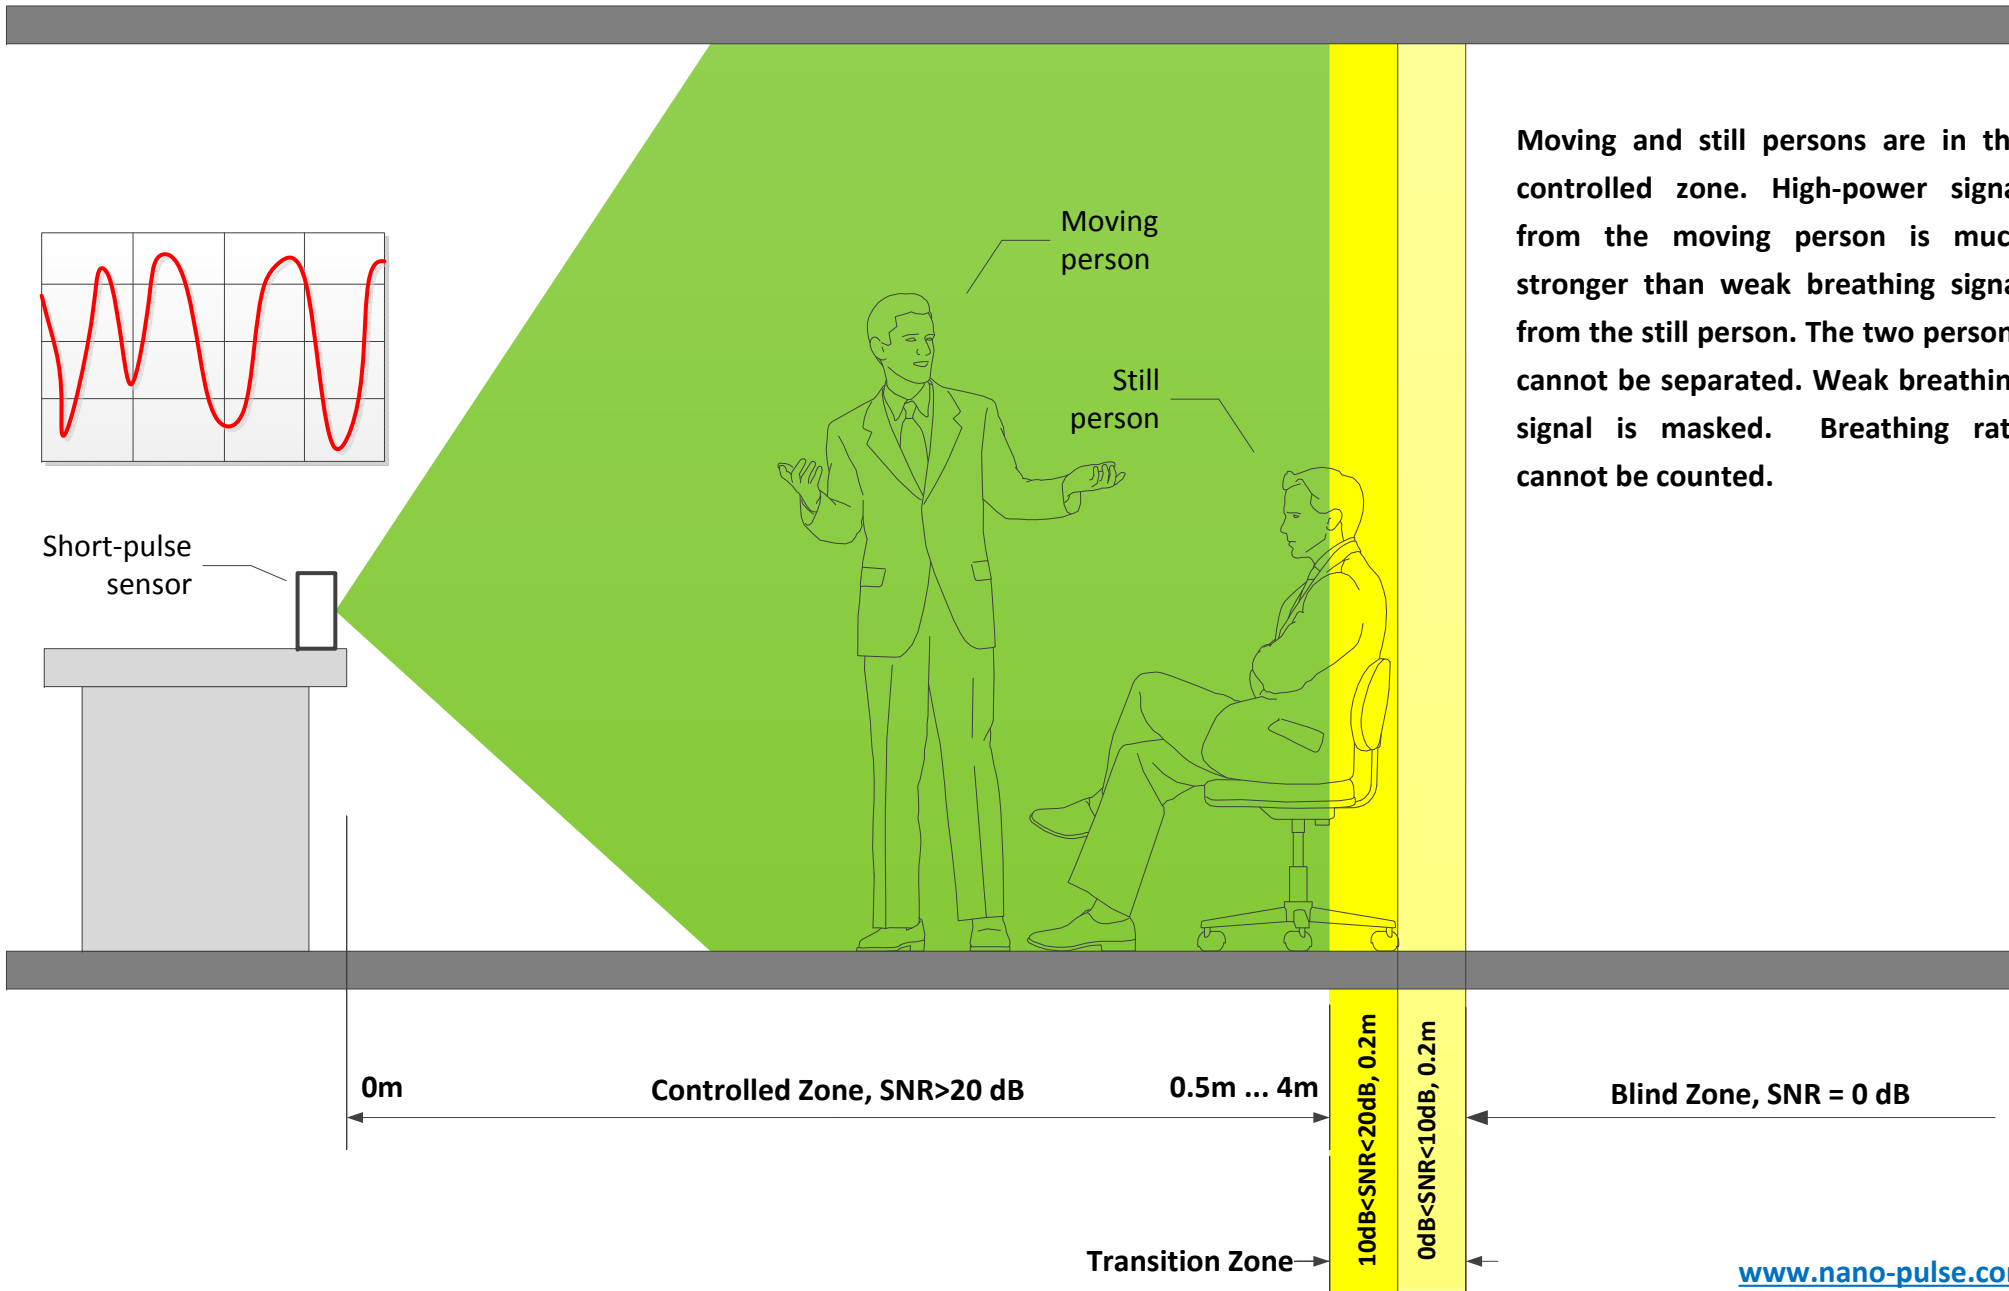 Moving and still persons are in th
controlled zone. High-power signa
from the moving person is muc
stronger than weak breathing signa
from the still person. The two person
cannot be separated. Weak breathin
signal is masked. Breathing rat
cannot be counted.
Moving
person
Still
person
Short-pulse
sensor
0m
Controlled Zone, SNR>20 dB
0.5m ... 4m
10dB<SNR<20dB, 0.2m
0dB<SNR<10dB, 0.2m
Blind Zone, SNR = 0 dB
Transition Zone
www.nano-pulse.co